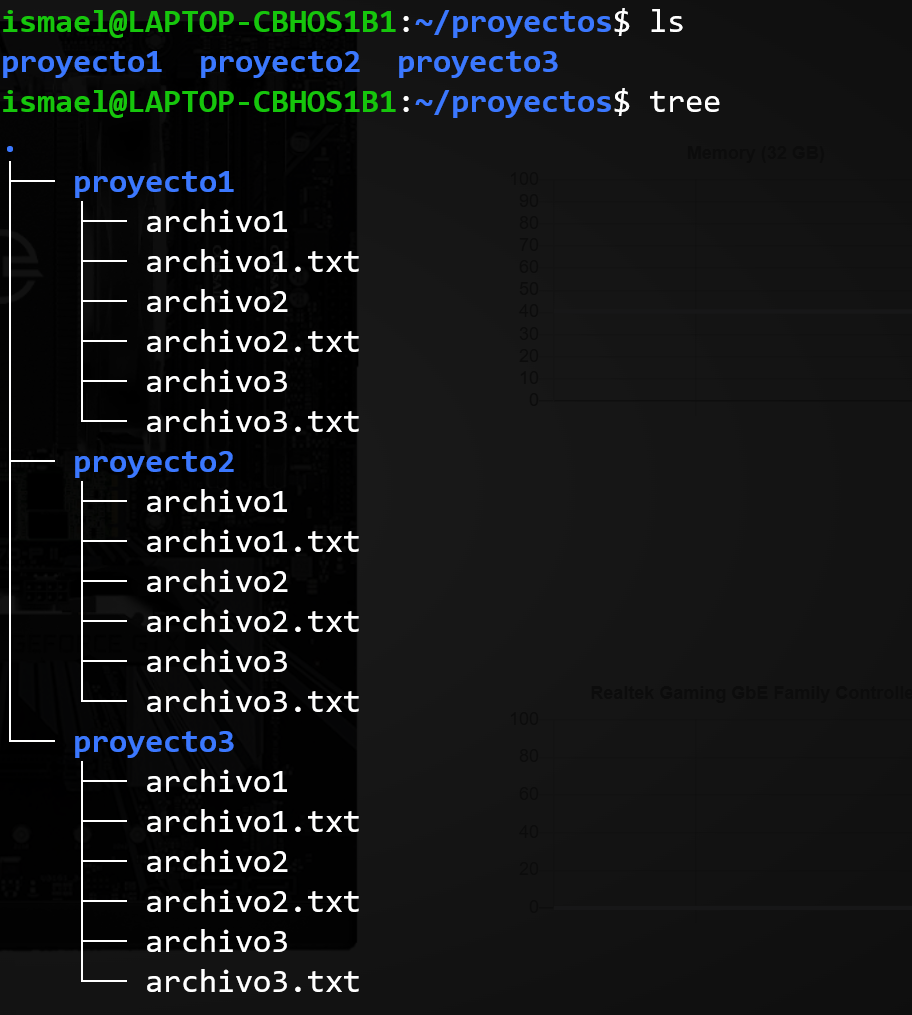 ismael@LAPTOP-CBHOS1B1:~/proyectos$ ls
proyecto1  proyecto2  proyecto3
ismael@LAPTOP-CBHOS1B1:~/proyectos$ tree
.
├── proyecto1
│   ├── archivo1
│   ├── archivo1.txt
│   ├── archivo2
│   ├── archivo2.txt
│   ├── archivo3
│   └── archivo3.txt
├── proyecto2
│   ├── archivo1
│   ├── archivo1.txt
│   ├── archivo2
│   ├── archivo2.txt
│   ├── archivo3
│   └── archivo3.txt
└── proyecto3
    ├── archivo1
    ├── archivo1.txt
    ├── archivo2
    ├── archivo2.txt
    ├── archivo3
    └── archivo3.txt
Memory (32 GB)
100
90
80
70
60
50
40
30
20
10
0
Realtek Gaming GbE Family Controlle
100
80
60
40
20
0